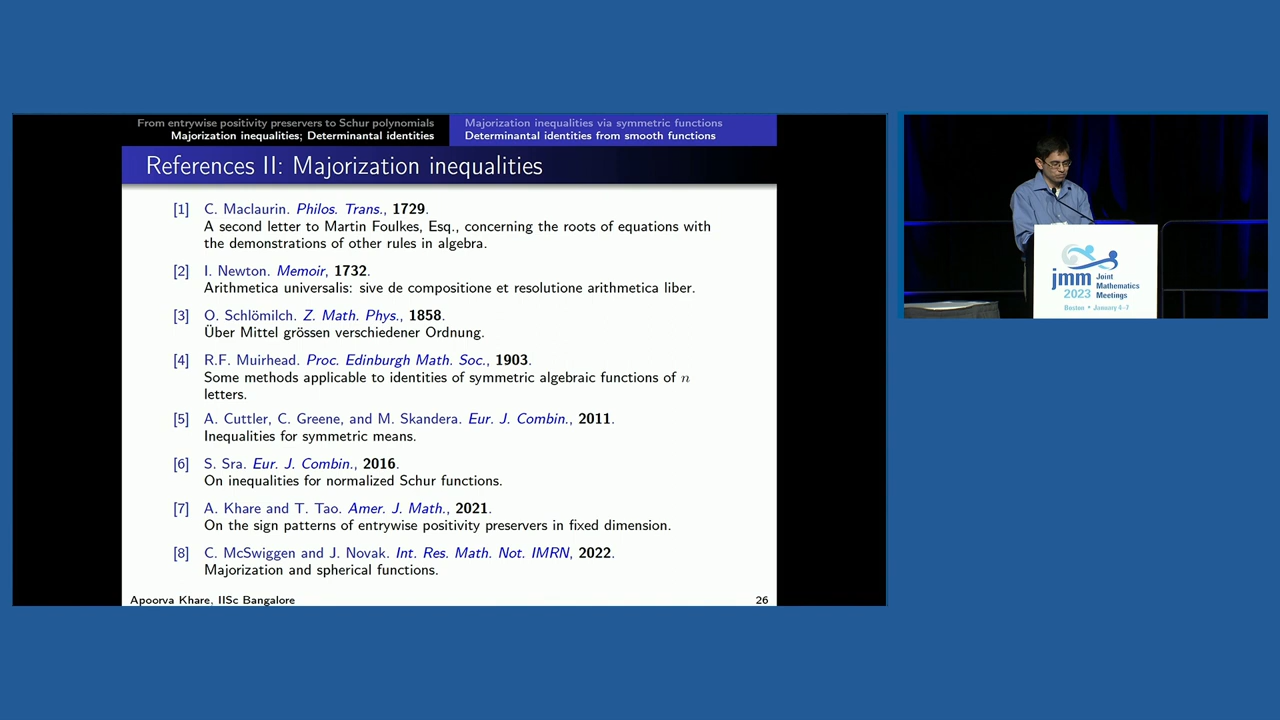 From entrywise positivity preservers to Schur polynomials
Majorization inequalities; Determinantal identities
Majorization inequalities via symmetric functions
Determinantal identities from smooth functions
References II: Majorization inequalities
[1] C. Maclaurin. Philos. Trans., 1729.
A second letter to Martin Foulkes, Esq., concerning the roots of equations with
the demonstrations of other rules in algebra.
[2] I. Newton. Memoir, 1732.
Arithmetica universalis: sive de compositione et resolutione arithmetica liber.
[3] O. Schlömilch. Z. Math. Phys., 1858.
Über Mittel grössen verschiedener Ordnung.
[4] R.F. Muirhead. Proc. Edinburgh Math. Soc., 1903.
Some methods applicable to identities of symmetric algebraic functions of n
letters.
[5] A. Cuttler, C. Greene, and M. Skandera. Eur. J. Combin., 2011.
Inequalities for symmetric means.
[6] S. Sra. Eur. J. Combin., 2016.
On inequalities for normalized Schur functions.
[7] A. Khare and T. Tao. Amer. J. Math., 2021.
On the sign patterns of entrywise positivity preservers in fixed dimension.
[8] C. McSwiggen and J. Novak. Int. Res. Math. Not. IMRN, 2022.
Majorization and spherical functions.
Apoorva Khare, IISc Bangalore
26
jmm
2023
Joint
Mathematics
Meetings
Boston • January 4-7